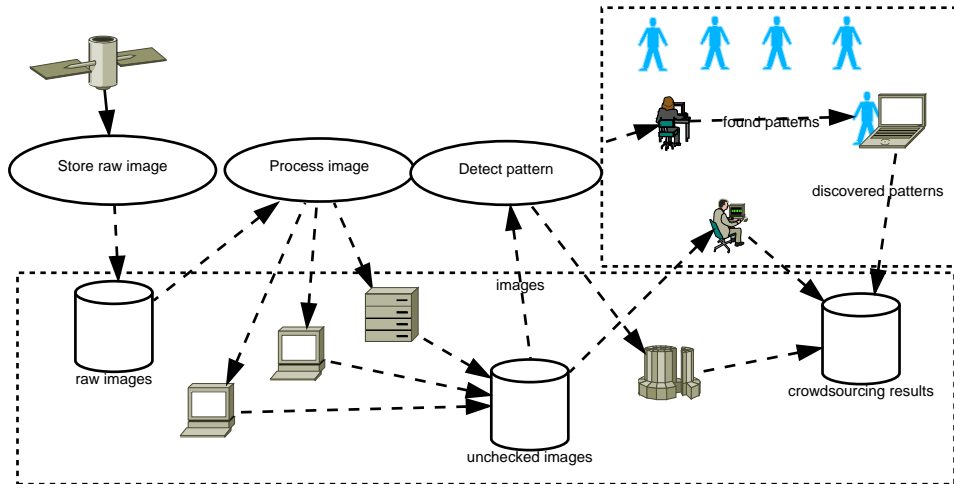 Store raw image
Process image
Detect pattern
found patterns
discovered patterns
images
raw images
unchecked images
crowdsourcing results